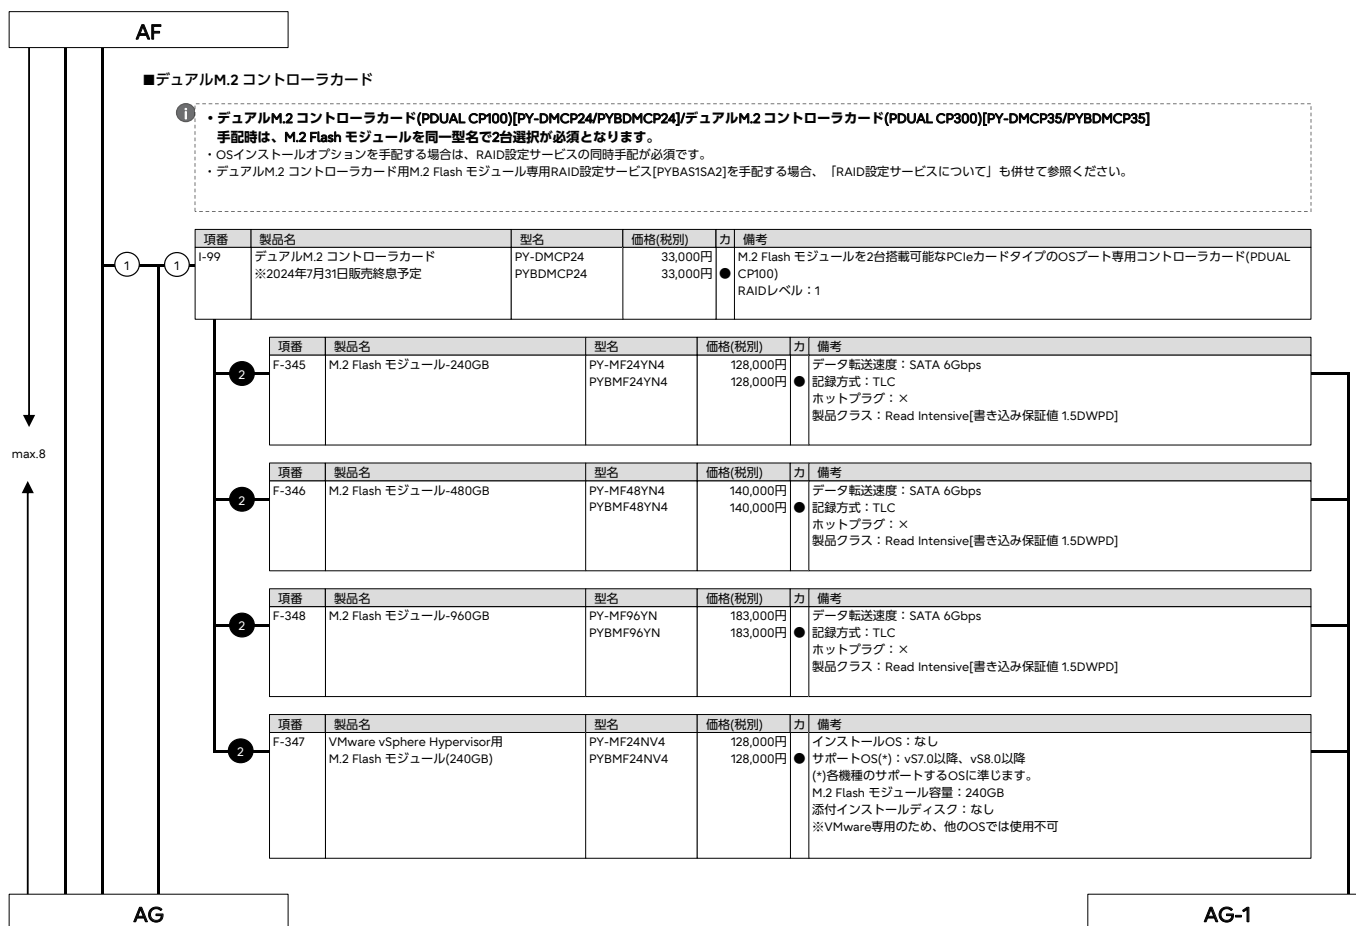 AF
■デュアルM.2 コントローラカード
i
・デュアルM.2 コントローラカード(PDUAL CP100)[PY-DMCP24/PYBDMCP24]/デュアルM.2 コントローラカード(PDUAL CP300)[PY-DMCP35/PYBDMCP35]
手配時は、M.2 Flash モジュールを同一型名で2台選択が必須となります。
・OSインストールオプションを手配する場合は、RAID設定サービスの同時手配が必須です。
・デュアルM.2 コントローラカード用M.2 Flash モジュール専用RAID設定サービス[PYBAS1SA2]を手配する場合、「RAID設定サービスについて」も併せて参照ください。
項番 製品名 型名 価格(税別) カ 備考
1 1 I-99 デュアルM.2 コントローラカード PY-DMCP24 33,000円 M.2 Flash モジュールを2台搭載可能なPCIeカードタイプのOSブート専用コントローラカード(PDUAL
※2024年7月31日販売終息予定 PYBDMCP24 33,000円 ● CP100)
RAIDレベル：1
項番 製品名 型名 価格(税別) カ 備考
2 F-345 M.2 Flash モジュール-240GB PY-MF24YN4 128,000円 データ転送速度：SATA 6Gbps
PYBMF24YN4 128,000円 ● 記録方式：TLC
ホットプラグ：×
製品クラス：Read Intensive[書き込み保証値 1.5DWPD]
max.8
項番 製品名 型名 価格(税別) カ 備考
2 F-346 M.2 Flash モジュール-480GB PY-MF48YN4 140,000円 データ転送速度：SATA 6Gbps
PYBMF48YN4 140,000円 ● 記録方式：TLC
ホットプラグ：×
製品クラス：Read Intensive[書き込み保証値 1.5DWPD]
項番 製品名 型名 価格(税別) カ 備考
2 F-348 M.2 Flash モジュール-960GB PY-MF96YN 183,000円 データ転送速度：SATA 6Gbps
PYBMF96YN 183,000円 ● 記録方式：TLC
ホットプラグ：×
製品クラス：Read Intensive[書き込み保証値 1.5DWPD]
項番 製品名 型名 価格(税別) カ 備考
2 F-347 VMware vSphere Hypervisor用 PY-MF24NV4 128,000円 インストールOS：なし
M.2 Flash モジュール(240GB) PYBMF24NV4 128,000円 ● サポートOS(*)：vS7.0以降、vS8.0以降
(*)各機種のサポートするOSに準じます。
M.2 Flash モジュール容量：240GB
添付インストールディスク：なし
※VMware専用のため、他のOSでは使用不可
AG
AG-1